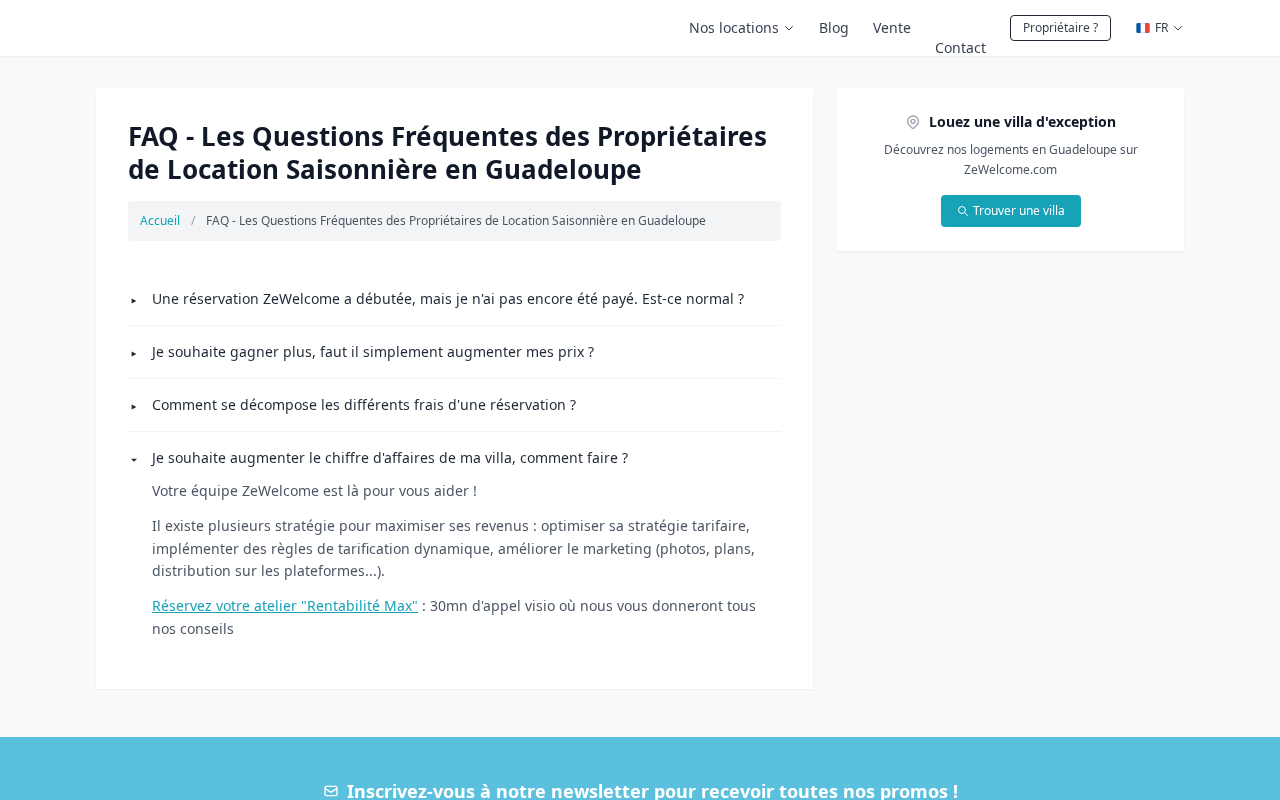 Nos locations
Blog
Vente
Contact
Propriétaire ?
FR
FAQ - Les Questions Fréquentes des Propriétaires
de Location Saisonnière en Guadeloupe
Accueil / FAQ - Les Questions Fréquentes des Propriétaires de Location Saisonnière en Guadeloupe
Une réservation ZeWelcome a débutée, mais je n'ai pas encore été payé. Est-ce normal ?
Je souhaite gagner plus, faut il simplement augmenter mes prix ?
Comment se décompose les différents frais d'une réservation ?
Je souhaite augmenter le chiffre d'affaires de ma villa, comment faire ?
Votre équipe ZeWelcome est là pour vous aider !
Il existe plusieurs stratégie pour maximiser ses revenus : optimiser sa stratégie tarifaire,
implémenter des règles de tarification dynamique, améliorer le marketing (photos, plans,
distribution sur les plateformes...).
Réservez votre atelier "Rentabilité Max" : 30mn d'appel visio où nous vous donneront tous
nos conseils
Louez une villa d'exception
Découvrez nos logements en Guadeloupe sur
ZeWelcome.com
Trouver une villa
Inscrivez-vous à notre newsletter pour recevoir toutes nos promos !